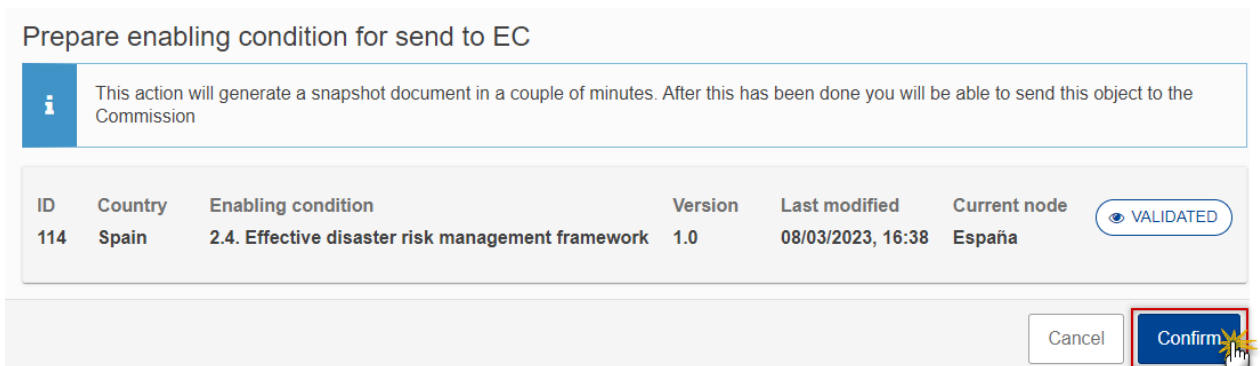 Prepare enabling condition for send to EC
This action will generate a snapshot document in a couple of minutes. After this has been done you will be able to send this object to the
Commission
ID Country Enabling condition Version Last modified Current node
VALIDATED
114 Spain 2.4. Effective disaster risk management framework 1.0 08/03/2023, 16:38 España
Cancel Confirm